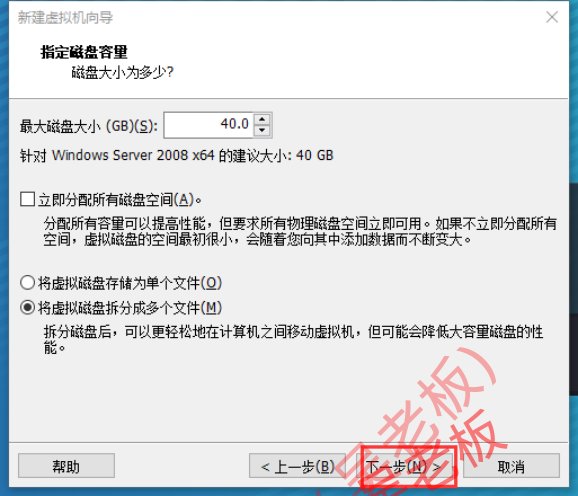 新建虚拟机向导
指定磁盘容量
磁盘大小为多少?
最大磁盘大小 (GB)(S): 40.0
针对 Windows Server 2008 x64 的建议大小: 40 GB
立即分配所有磁盘空间(A)。
分配所有容量可以提高性能，但要求所有物理磁盘空间立即可用。如果不立即分配所有
空间，虚拟磁盘的空间最初很小，会随着您向其中添加数据而不断变大。
将虚拟磁盘存储为单个文件(O)
将虚拟磁盘拆分成多个文件(M)
拆分磁盘后，可以更轻松地在计算机之间移动虚拟机，但可能会降低大容量磁盘的性
能。
老板）
老板
帮助 < 上一步(B) 下一步(N) > 取消